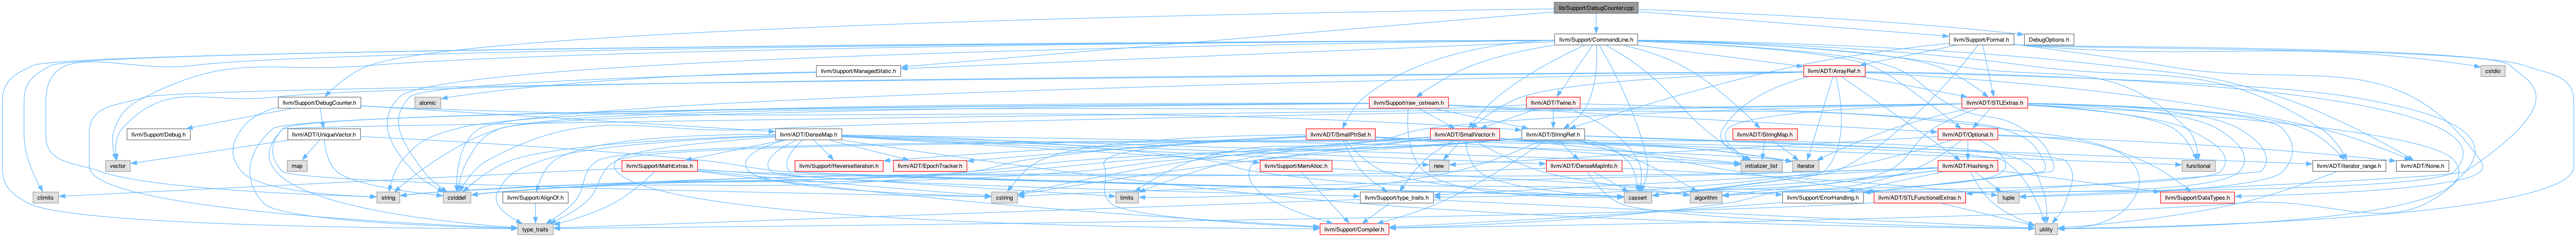 lib/Support/DebugCounter.cpp
llvm/Support/CommandLine.h
llvm/Support/Format.h
DebugOptions.h
llvm/Support/ManagedStatic.h
llvm/ADT/ArrayRef.h
cstdio
llvm/Support/DebugCounter.h
atomic
llvm/Support/raw_ostream.h
llvm/ADT/Twine.h
llvm/ADT/STLExtras.h
llvm/Support/Debug.h
llvm/ADT/UniqueVector.h
llvm/ADT/DenseMap.h
llvm/ADT/SmallPtrSet.h
llvm/ADT/SmallVector.h
llvm/ADT/StringRef.h
llvm/ADT/StringMap.h
llvm/ADT/Optional.h
vector
map
llvm/Support/MathExtras.h
llvm/Support/ReverseIteration.h
llvm/ADT/EpochTracker.h
llvm/Support/MemAlloc.h
new
llvm/ADT/DenseMapInfo.h
initializer_list
iterator
llvm/ADT/Hashing.h
functional
llvm/ADT/iterator_range.h
llvm/ADT/None.h
climits
string
cstddef
llvm/Support/AlignOf.h
cstring
limits
llvm/Support/type_traits.h
cassert
algorithm
llvm/Support/ErrorHandling.h
llvm/ADT/STLFunctionalExtras.h
tuple
llvm/Support/DataTypes.h
type_traits
llvm/Support/Compiler.h
utility